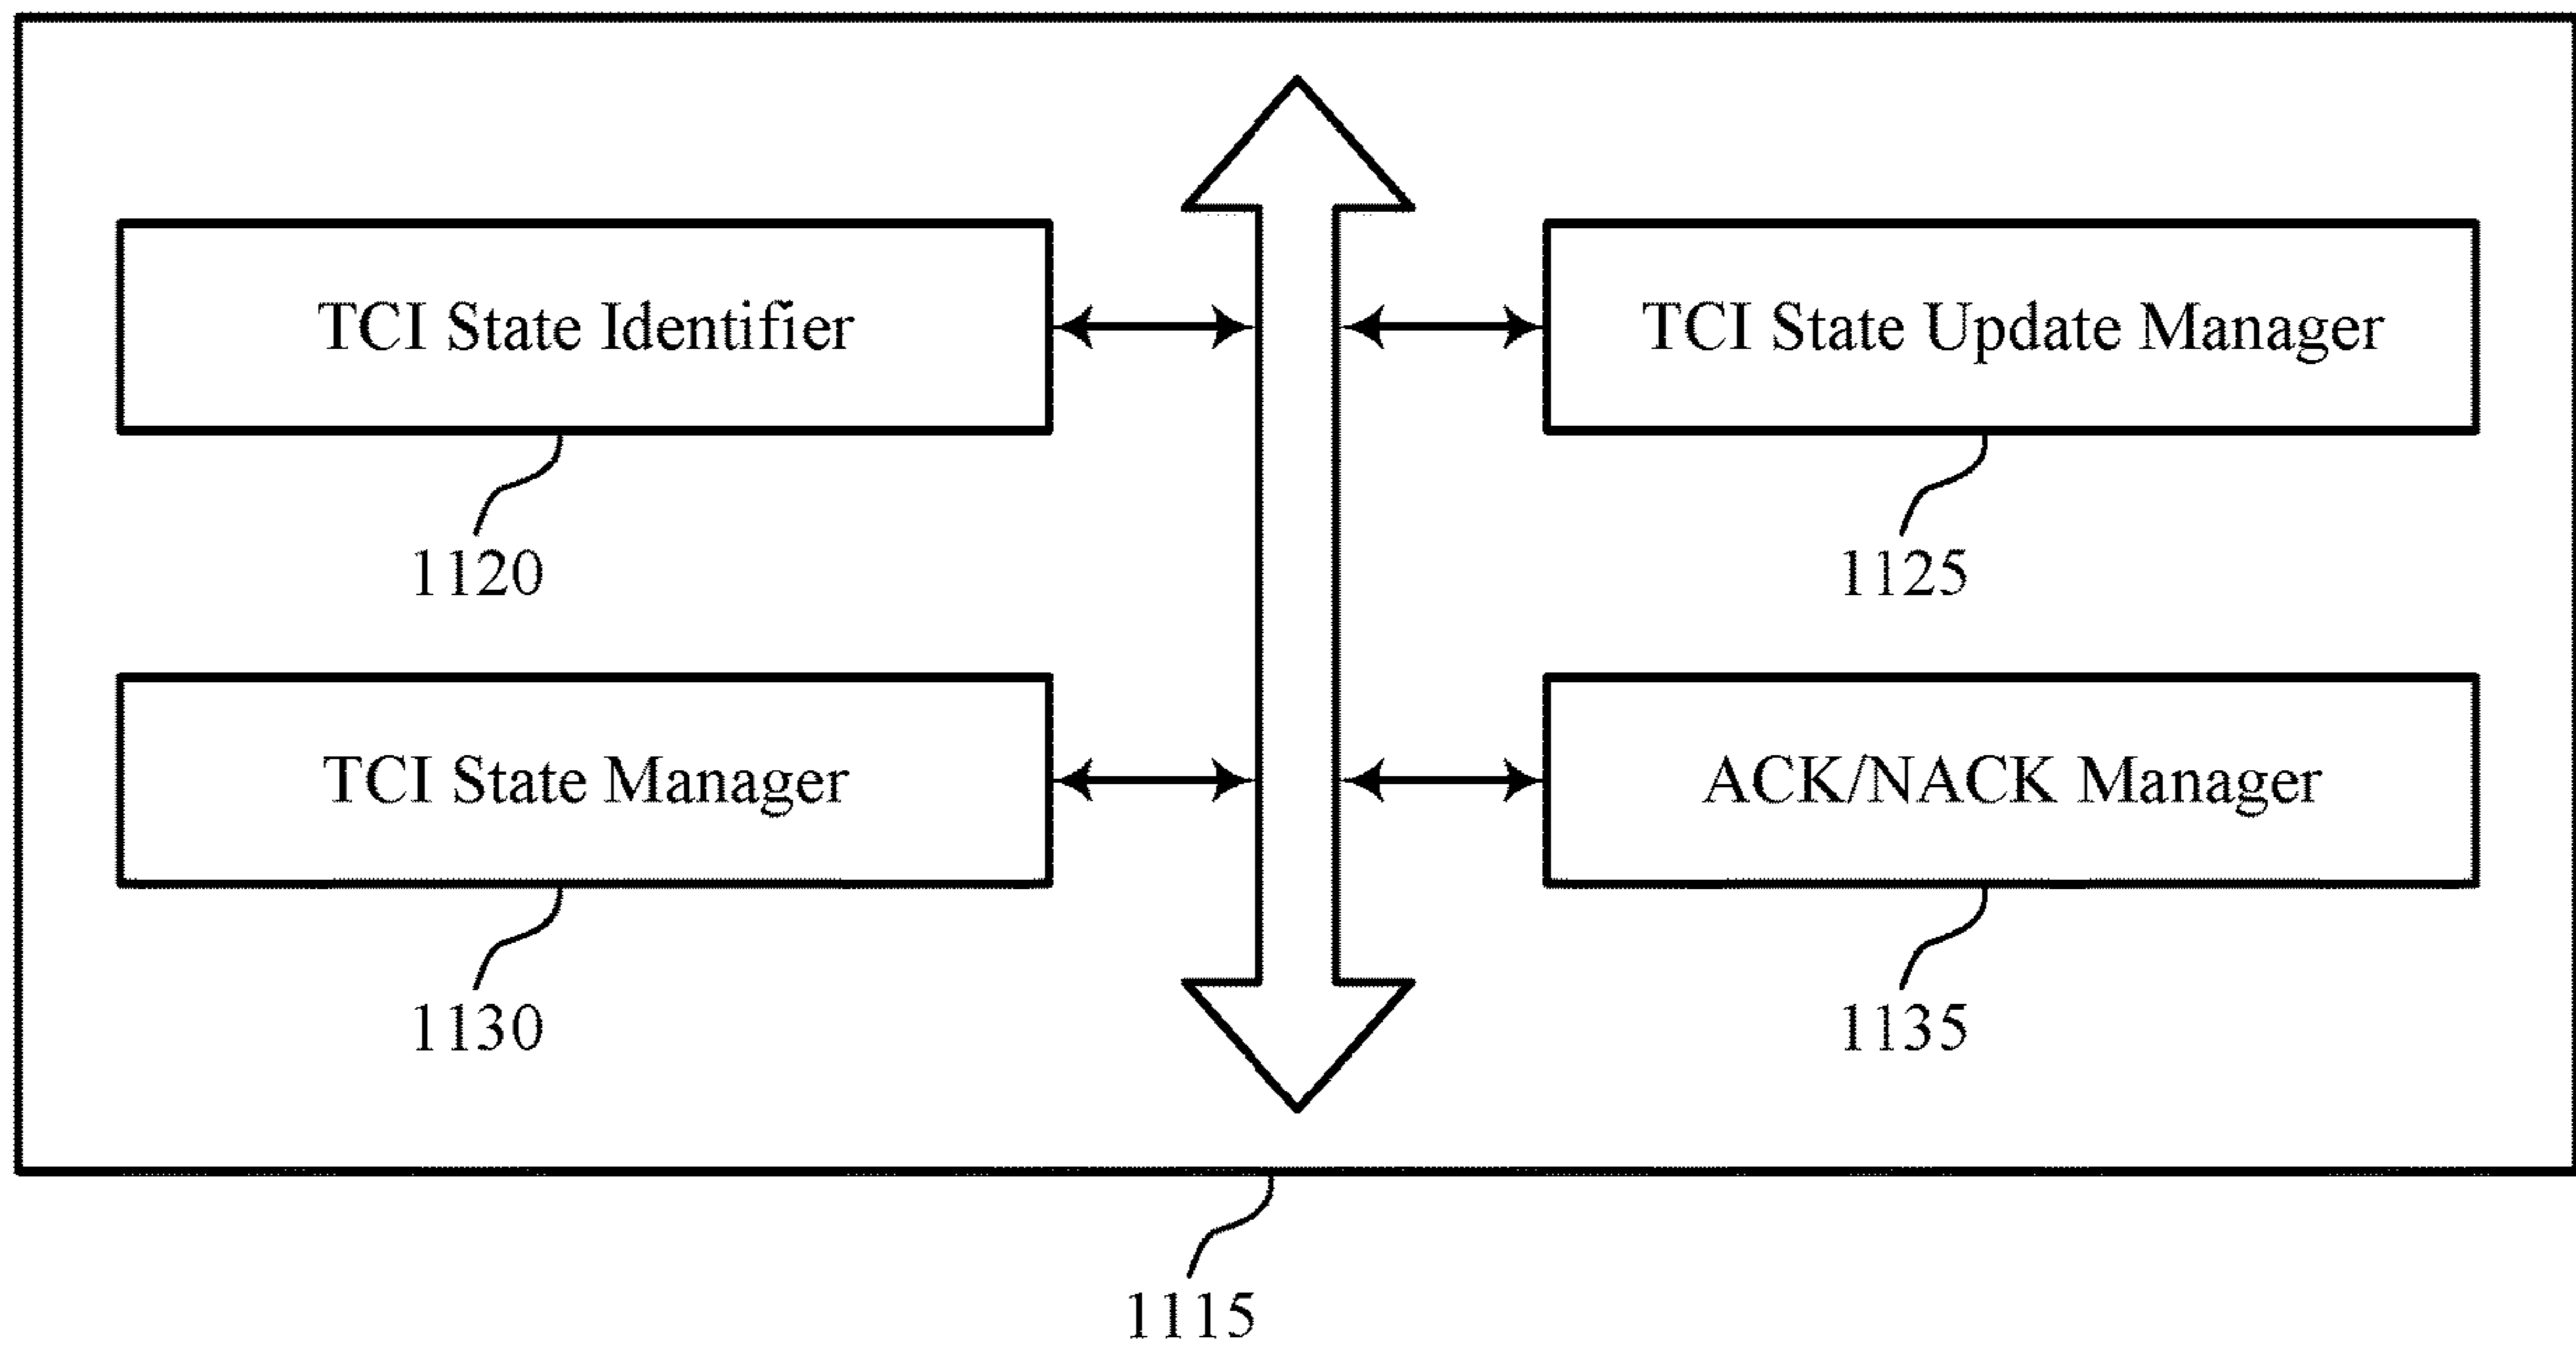 TCI State Identifier
TCI State Update Manager
1120
1125
TCI State Manager
ACK/NACK Manager
1130
1135
1115